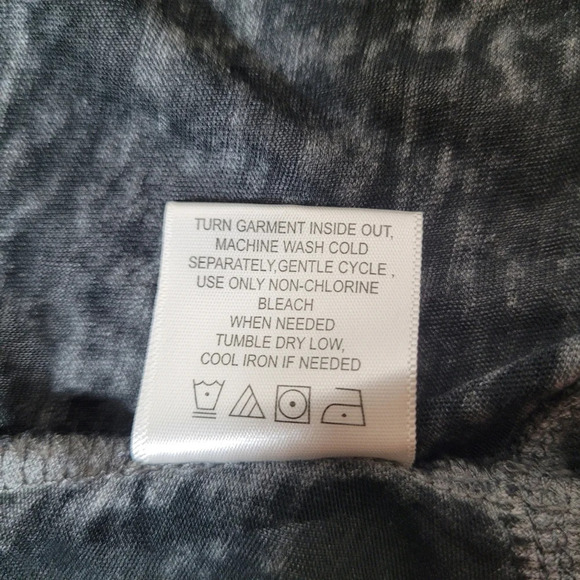 TURN GARMENT INSIDE OUT,
MACHINE WASH COLD
SEPARATELY,GENTLE CYCLE ,
USE ONLY NON-CHLORINE
BLEACH
WHEN NEEDED
TUMBLE DRY LOW,
COOL IRON IF NEEDED